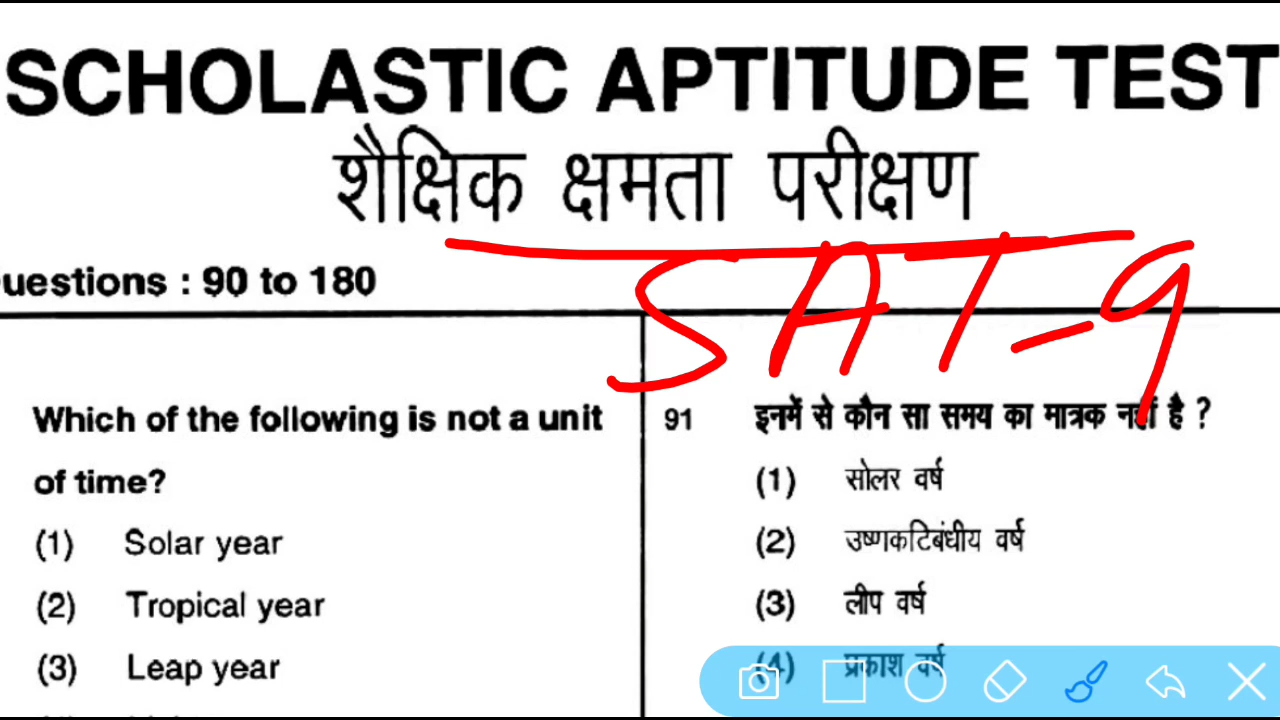 SCHOLASTIC APTITUDE TEST
शैक्षिक क्षमता परीक्षण
uestions : 90 to 180
SAT-9
Which of the following is not a unit
of time?
(1) Solar year
(2) Tropical year
(3) Leap year
91 इनमें से कौन सा समय का मात्रक नहीं है ?
(1) सोलर वर्ष
(2) उष्णकटिबंधीय वर्ष
(3) लीप वर्ष
(4) प्रकाश वर्ष